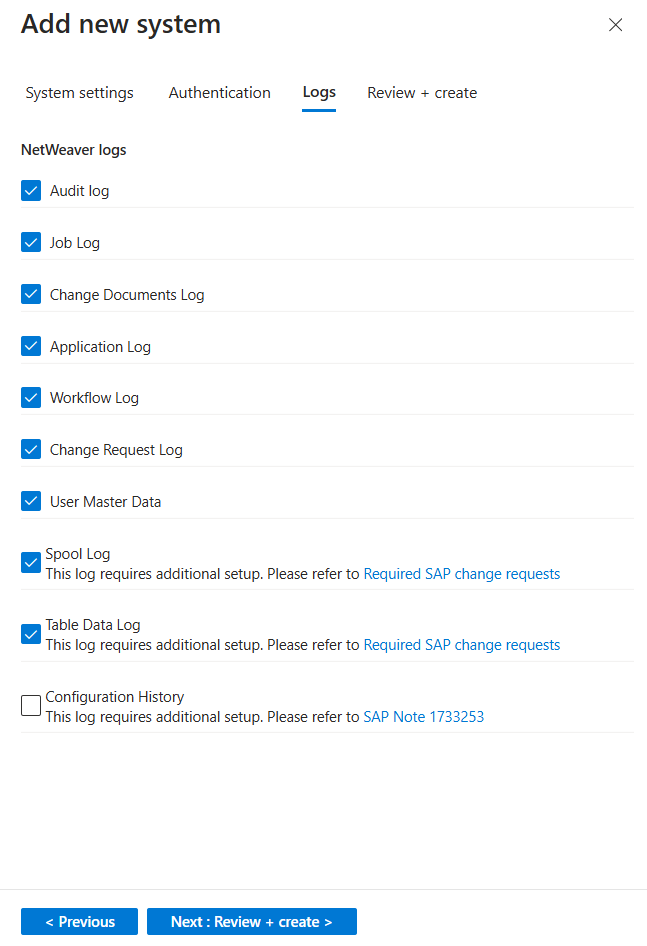 Add new system
System settings Authentication Logs Review + create
NetWeaver logs
Audit log
Job Log
Change Documents Log
Application Log
Workflow Log
Change Request Log
User Master Data
Spool Log
This log requires additional setup. Please refer to Required SAP change requests
Table Data Log
This log requires additional setup. Please refer to Required SAP change requests
Configuration History
This log requires additional setup. Please refer to SAP Note 1733253
< Previous Next : Review + create >